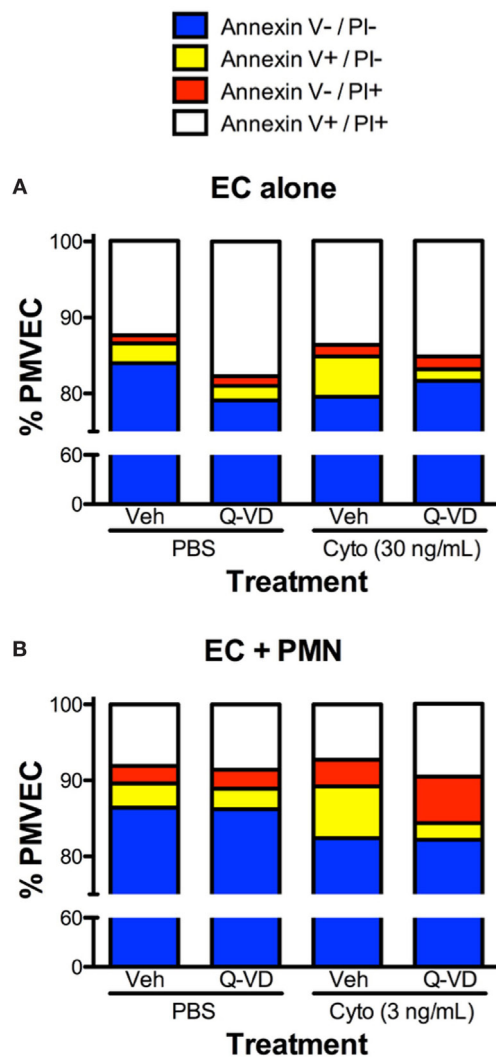 Annexin V- / PI-
Annexin V+ / PI-
Annexin V- / PI+
Annexin V+ / PI+
A
EC alone
% PMVEC
100
90
80
60
0
Veh Q-VD Veh Q-VD
PBS Cyto (30 ng/mL)
Treatment
B
EC + PMN
% PMVEC
100
90
80
60
0
Veh Q-VD Veh Q-VD
PBS Cyto (3 ng/mL)
Treatment